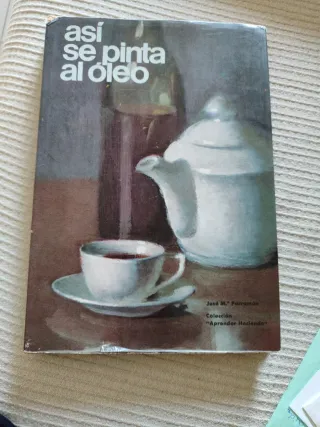 así
se pinta
al óleo
José Mª Parramón
Colección
"Aprender Haciendo"